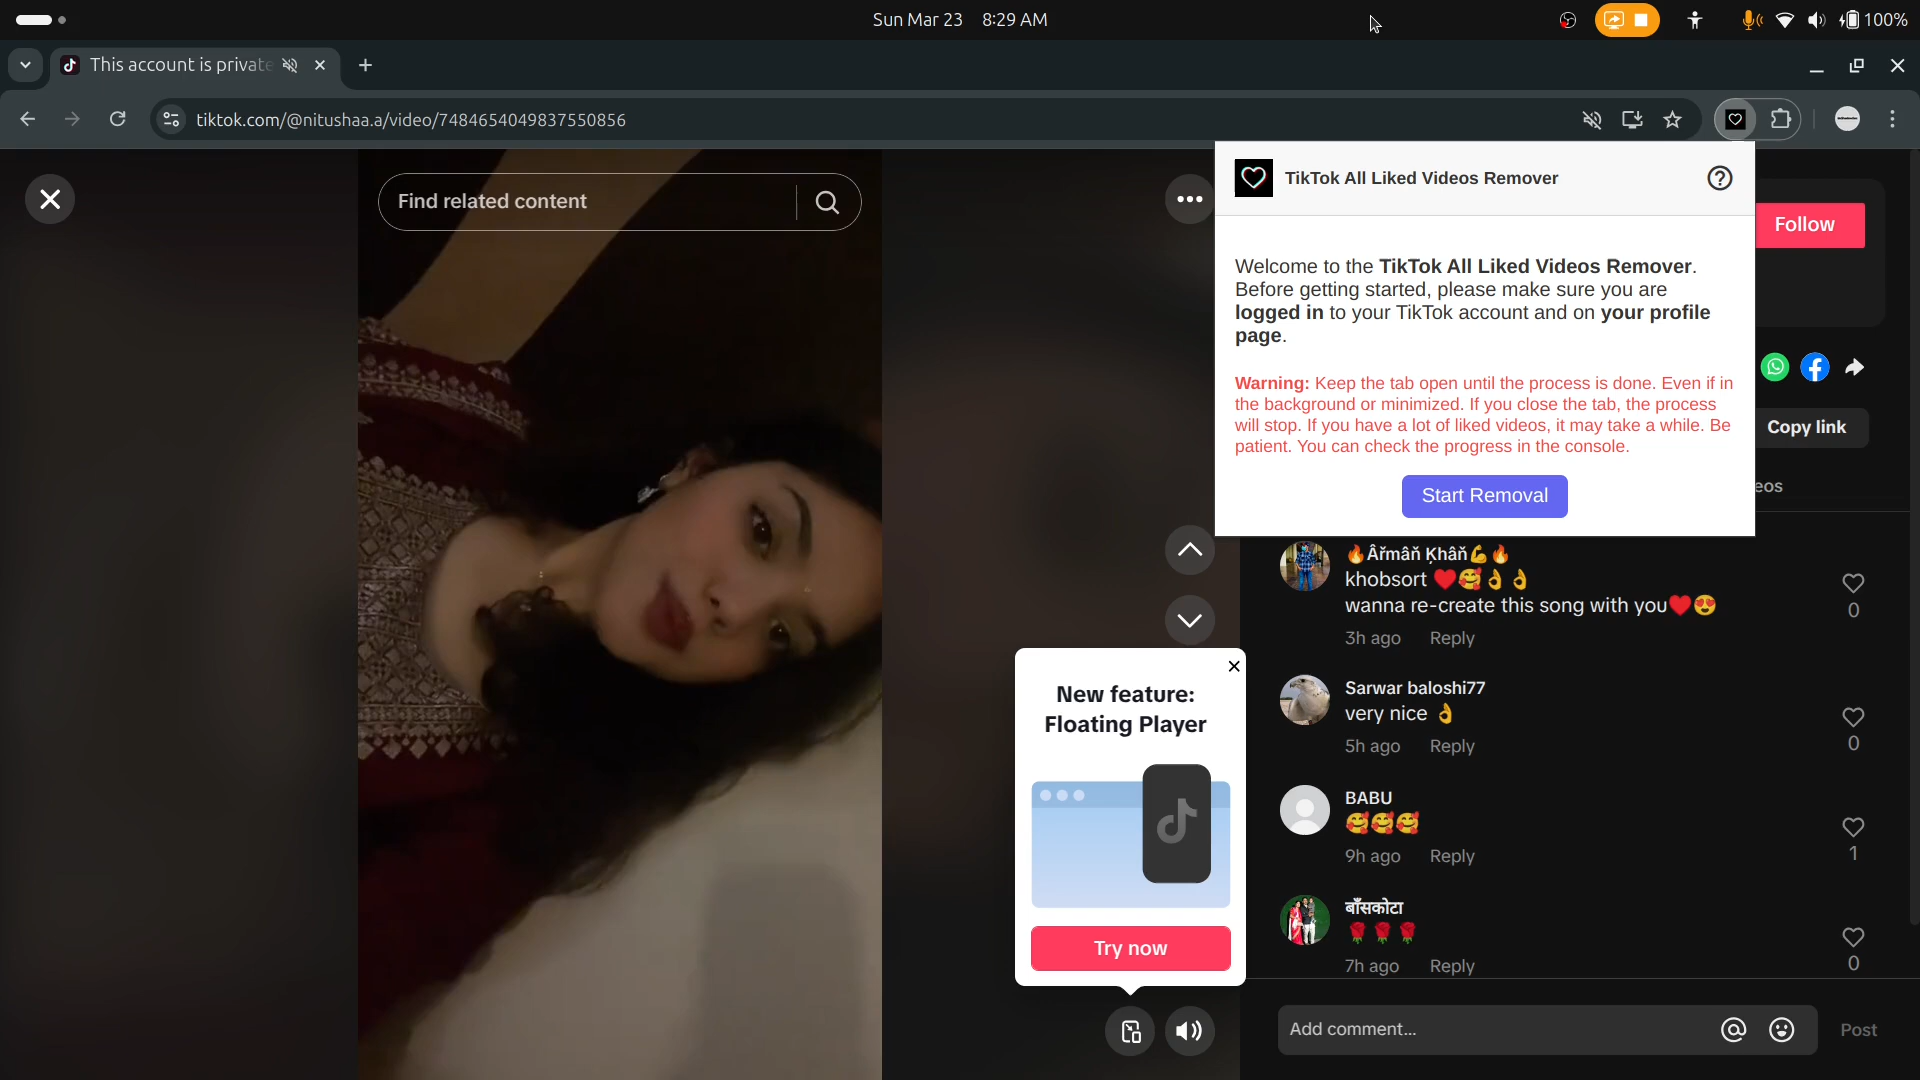 Sun Mar 23 8:29 AM
100%
This account is private
tiktok.com/@nitushaa.a/video/7484654049837550856
Find related content
TikTok All Liked Videos Remover
Welcome to the TikTok All Liked Videos Remover.
Before getting started, please make sure you are
logged in to your TikTok account and on your profile
page.
Warning: Keep the tab open until the process is done. Even if in
the background or minimized. If you close the tab, the process
will stop. If you have a lot of liked videos, it may take a while. Be
patient. You can check the progress in the console.
Start Removal
Follow
Copy link
eos
🔥Âřmâň Ķhâň💪🔥
khobsort ♥️🥰👌👌
wanna re-create this song with you♥️😍
3h ago Reply
0
Sarwar baloshi77
very nice 👌
5h ago Reply
0
BABU
🥰🥰🥰
9h ago Reply
1
बाँसकोटा
🌹🌹🌹
7h ago Reply
0
New feature:
Floating Player
Try now
Add comment...
Post